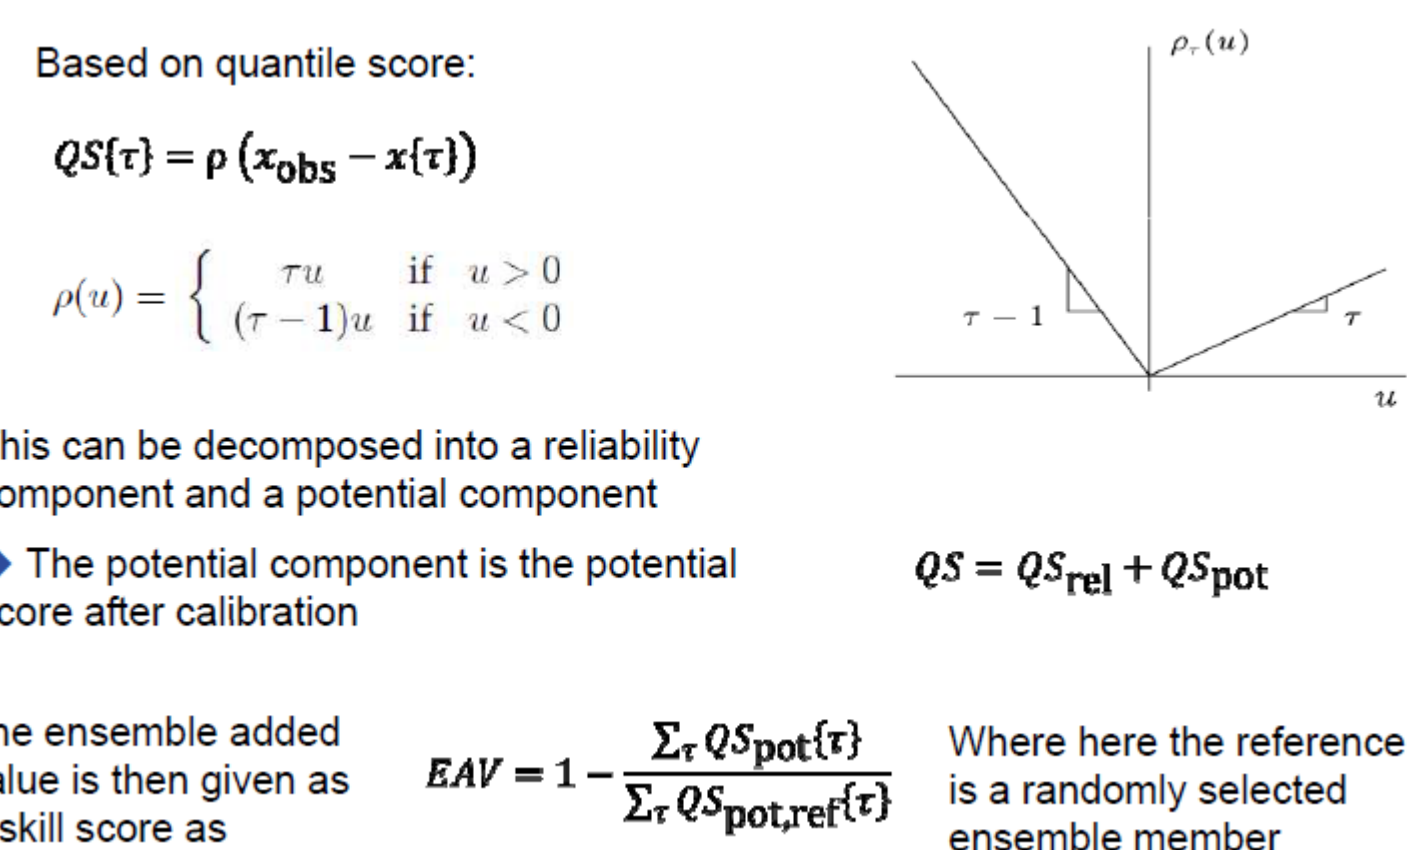 Based on quantile score:
QS{τ} = ρ (x_obs − x{τ})
ρ(u) = { τu if u > 0
(τ − 1)u if u < 0
ρ_τ(u)
τ − 1
τ
u
his can be decomposed into a reliability
omponent and a potential component
The potential component is the potential
core after calibration
QS = QS_rel + QS_pot
ne ensemble added
alue is then given as
skill score as
EAV = 1 − Σ_τ QS_pot{τ} / Σ_τ QS_pot,ref{τ}
Where here the reference
is a randomly selected
ensemble member